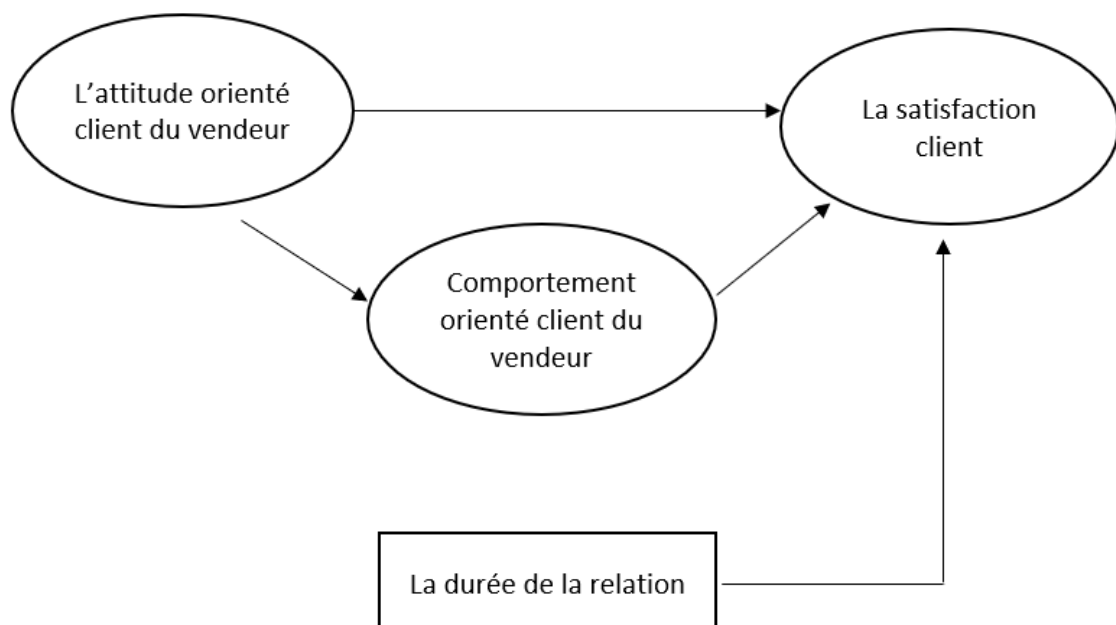 L’attitude orienté
client du vendeur
La satisfaction
client
Comportement
orienté client du
vendeur
La durée de la relation